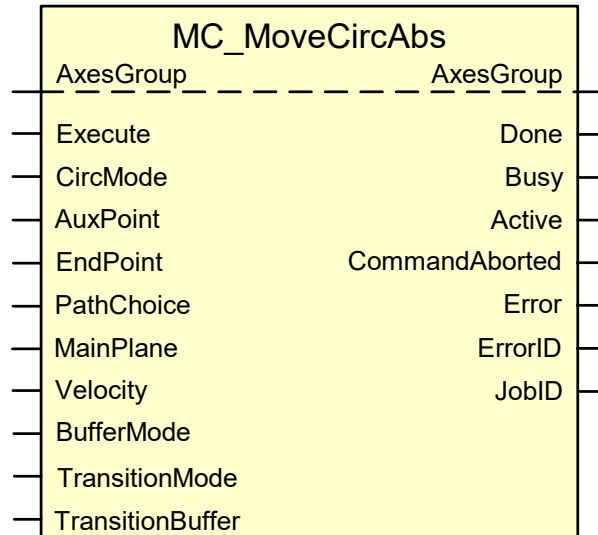 MC_MoveCircAbs
AxesGroup AxesGroup
Execute Done
CircMode Busy
AuxPoint Active
EndPoint CommandAborted
PathChoice Error
MainPlane ErrorID
Velocity JobID
BufferMode
TransitionMode
TransitionBuffer